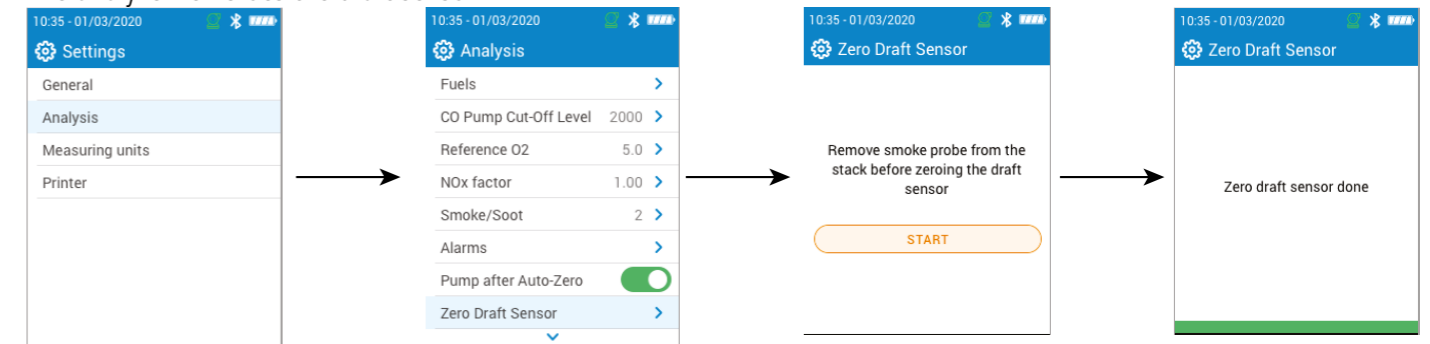 10:35 - 01/03/2020
Settings
General
Analysis
Measuring units
Printer
10:35 - 01/03/2020
Analysis
Fuels
CO Pump Cut-Off Level 2000
Reference O2 5.0
NOx factor 1.00
Smoke/Soot 2
Alarms
Pump after Auto-Zero
Zero Draft Sensor
10:35 - 01/03/2020
Zero Draft Sensor
Remove smoke probe from the
stack before zeroing the draft
sensor
START
10:35 - 01/03/2020
Zero Draft Sensor
Zero draft sensor done